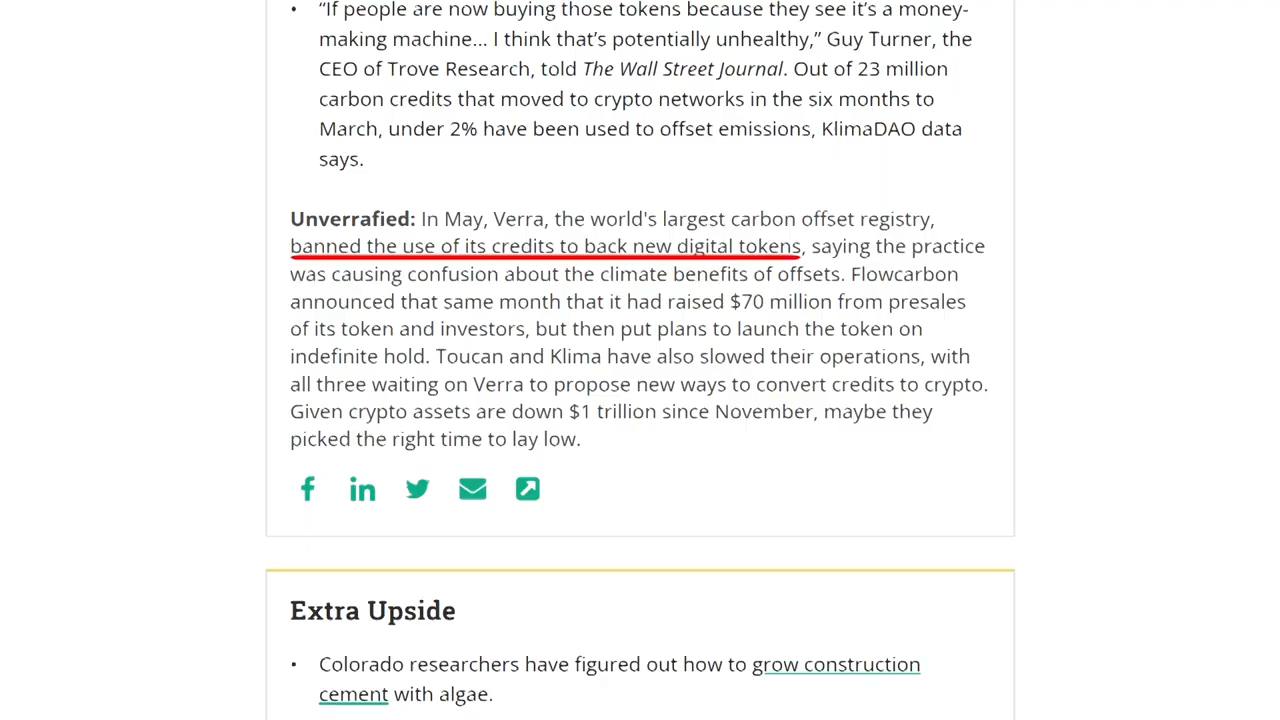 • “If people are now buying those tokens because they see it’s a money-
making machine... I think that’s potentially unhealthy,” Guy Turner, the
CEO of Trove Research, told The Wall Street Journal. Out of 23 million
carbon credits that moved to crypto networks in the six months to
March, under 2% have been used to offset emissions, KlimaDAO data
says.
Unverrafied: In May, Verra, the world's largest carbon offset registry,
banned the use of its credits to back new digital tokens, saying the practice
was causing confusion about the climate benefits of offsets. Flowcarbon
announced that same month that it had raised $70 million from presales
of its token and investors, but then put plans to launch the token on
indefinite hold. Toucan and Klima have also slowed their operations, with
all three waiting on Verra to propose new ways to convert credits to crypto.
Given crypto assets are down $1 trillion since November, maybe they
picked the right time to lay low.
Extra Upside
• Colorado researchers have figured out how to grow construction
cement with algae.